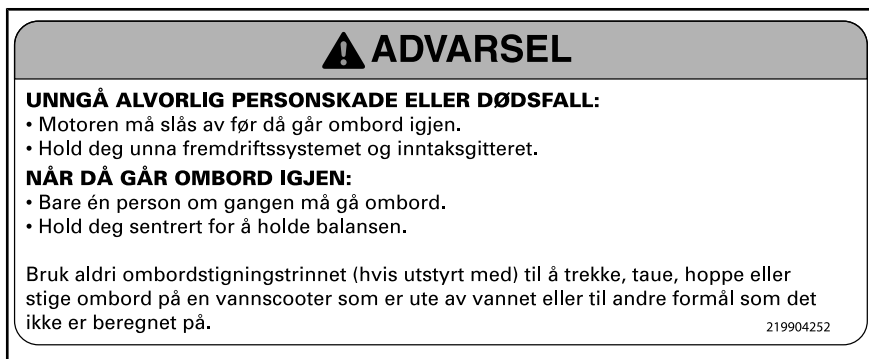 ADVARSEL
UNNGÅ ALVORLIG PERSONSKADE ELLER DØDSFALL:
• Motoren må slås av før då går ombord igjen.
• Hold deg unna fremdriftssystemet og inntaksgitteret.
NÅR DÅ GÅR OMBORD IGJEN:
• Bare én person om gangen må gå ombord.
• Hold deg sentrert for å holde balansen.
Bruk aldri ombordstigningstrinnet (hvis utstyrt med) til å trekke, taue, hoppe eller
stige ombord på en vannscooter som er ute av vannet eller til andre formål som det
ikke er beregnet på.
219904252